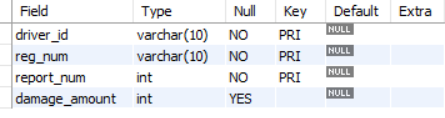 Field Type Null Key Default Extra
driver_id varchar(10) NO PRI NULL
reg_num varchar(10) NO PRI NULL
report_num int NO PRI NULL
damage_amount int YES NULL